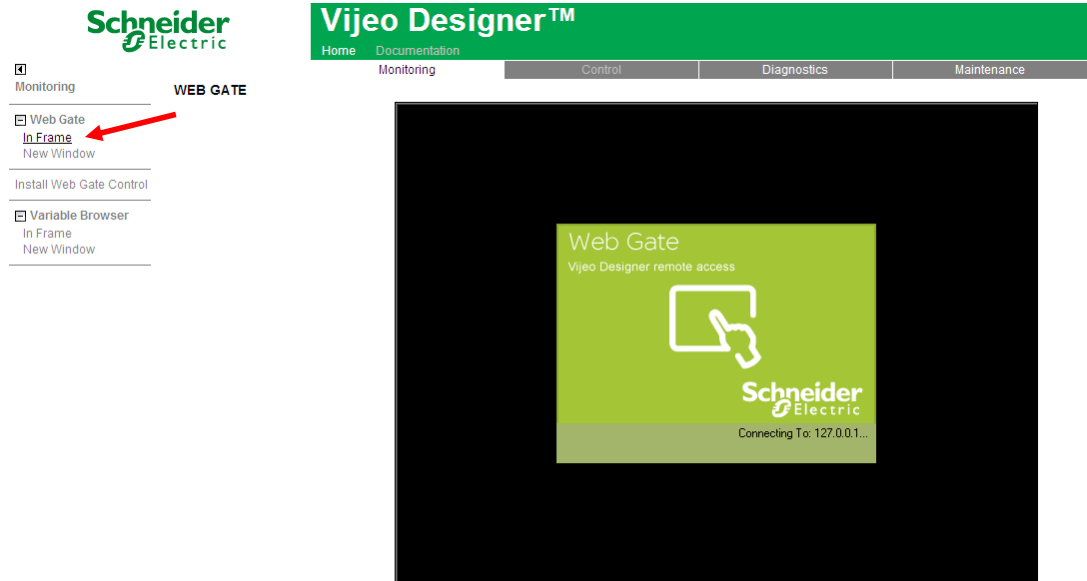 Schneider
Electric
Vijeo Designer™
Home Documentation
Monitoring Control Diagnostics Maintenance
Monitoring
WEB GATE
Web Gate
In Frame
New Window
Install Web Gate Control
Variable Browser
In Frame
New Window
Web Gate
Vijeo Designer remote access
Schneider
Electric
Connecting To: 127.0.0.1...